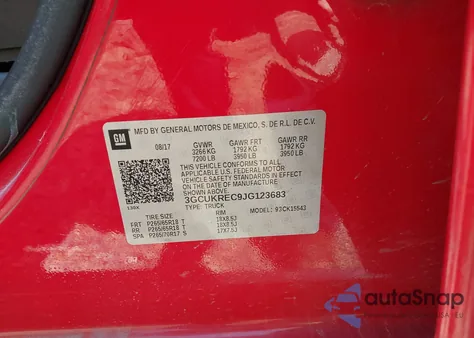 GM
MFD BY GENERAL MOTORS DE MEXICO, S. DE R.L. DE C.V.
08/17 GVWR GAWR FRT GAWR RR
3266 KG 1792 KG 1792 KG
7200 LB 3950 LB 3950 LB
THIS VEHICLE CONFORMS TO ALL
APPLICABLE U.S. FEDERAL MOTOR
VEHICLE SAFETY
STANDARDS IN EFFECT ON THE
DATE OF MANUFACTURE
SHOWN ABOVE.
3GCUKREC9JG123683
TYPE: TRUCK MODEL: 93CK15543
TIRE SIZE RIM
FRT P265/65R18 T 18X8.5J
RR P265/65R18 T 18X8.5J
SPA P265/70R17 S 17X7.5J
autoSnap